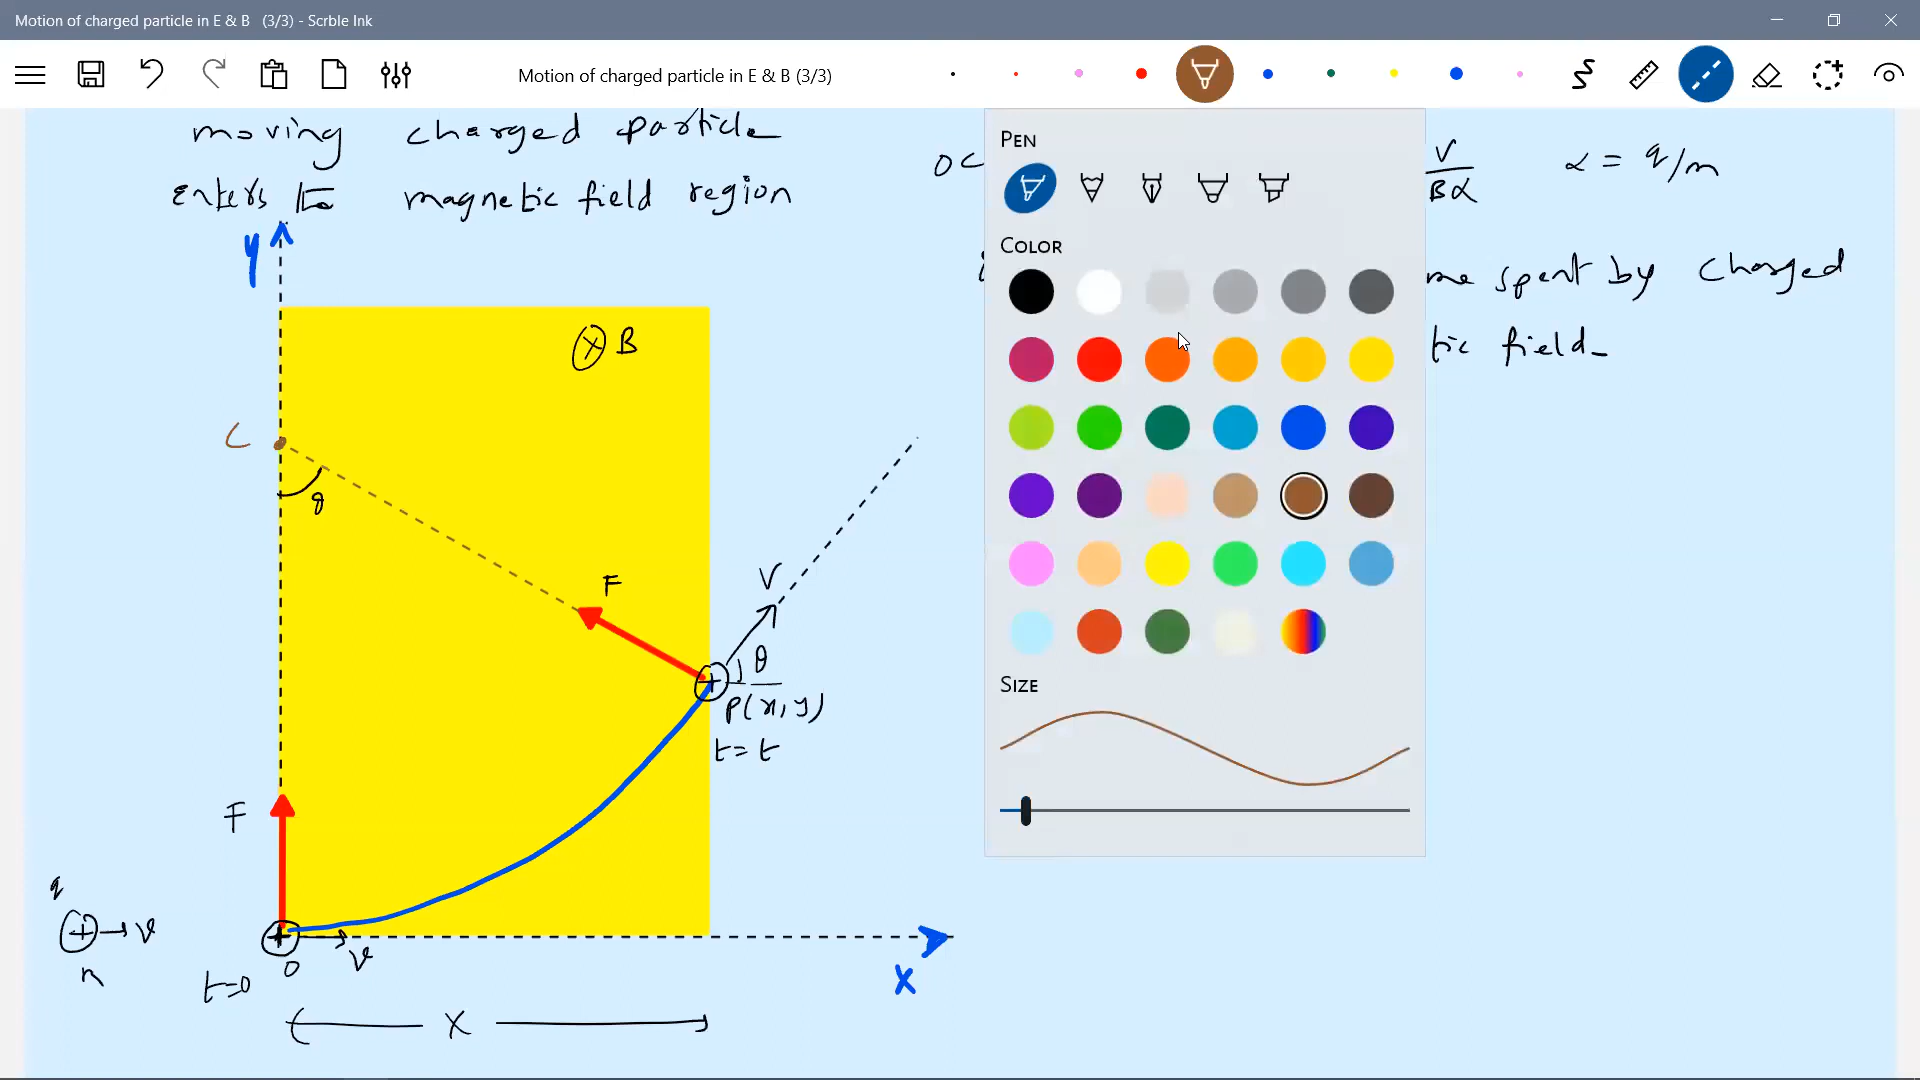 Motion of charged particle in E & B (3/3) - Scrble Ink
Motion of charged particle in E & B (3/3)
moving charged particle
enters magnetic field region
y
B
C
θ
F
V
θ
P(x, y)
t = t
F
q
+ → v
m
+
O
v
t=0
X
x
OC
V
Bα
α = q/m
me spent by charged
tic field
PEN
COLOR
SIZE